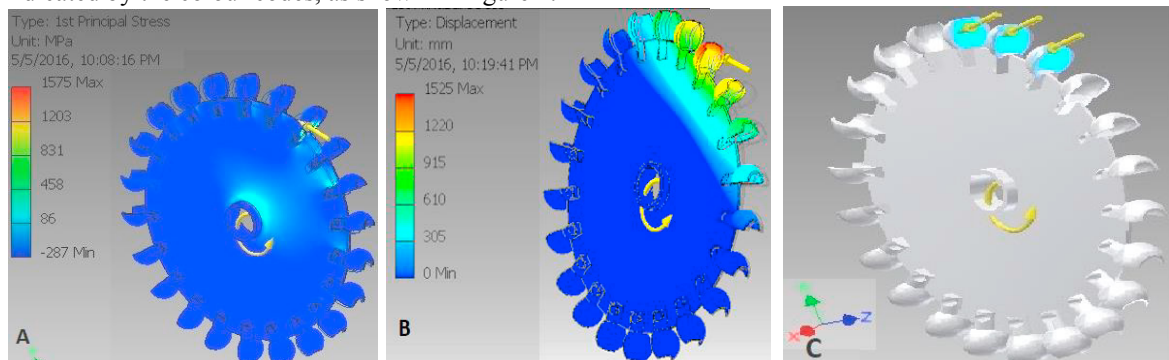 Type: 1st Principal Stress
Unit: MPa
5/5/2016, 10:08:16 PM
1575 Max
1203
831
458
86
-287 Min
A
Type: Displacement
Unit: mm
5/5/2016, 10:19:41 PM
1525 Max
1220
915
610
305
0 Min
B
X
Z
C